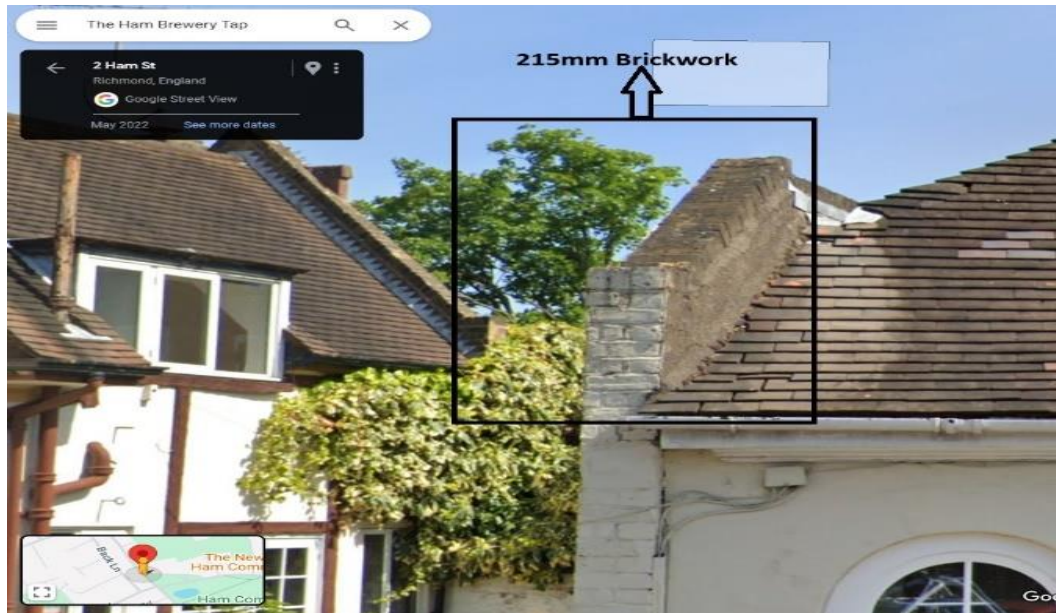 The Ham Brewery Tap
2 Ham St
Richmond, England
Google Street View
May 2022 See more dates
215mm Brickwork
Back Ln
The New
Ham Com
Ham Com
Goo